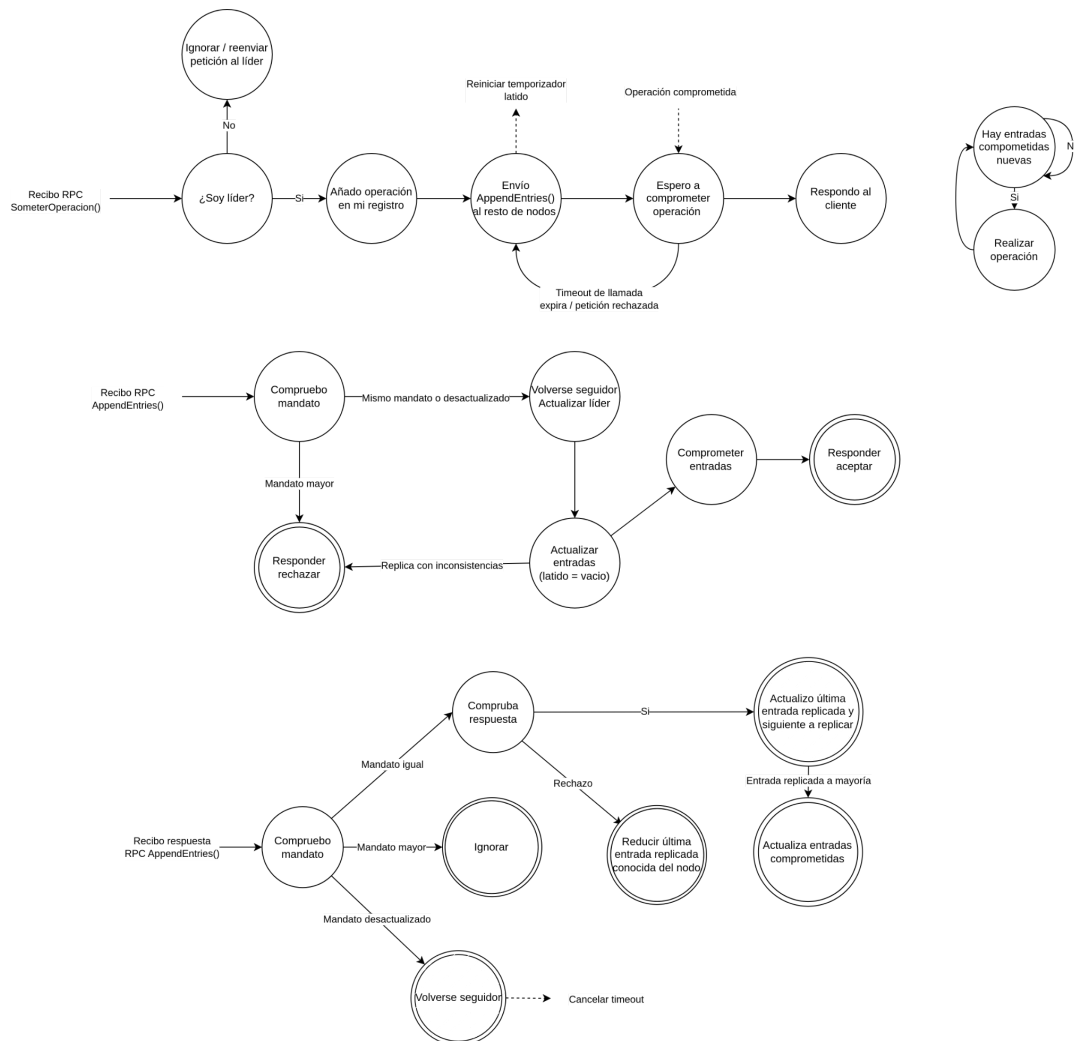 Ignorar / reenviar
petición al líder
No
Recibo RPC
SometerOperacion()
¿Soy líder?
Si
Añado operación
en mi registro
Reiniciar temporizador
latido
Envío
AppendEntries()
al resto de nodos
Operación comprometida
Espero a
comprometer
operación
Timeout de llamada
expira / petición rechazada
Respondo al
cliente
Hay entradas
compometidas
nuevas
N
Si
Realizar
operación
Recibo RPC
AppendEntries()
Compruebo
mandato
Mismo mandato o desactualizado
Volverse seguidor
Actualizar líder
Mandato mayor
Responder
rechazar
Replica con inconsistencias
Actualizar
entradas
(latido = vacio)
Comprometer
entradas
Responder
aceptar
Recibo respuesta
RPC AppendEntries()
Compruebo
mandato
Mandato igual
Compruba
respuesta
Si
Actualizo última
entrada replicada y
siguiente a replicar
Entrada replicada a mayoría
Actualiza entradas
comprometidas
Rechazo
Reducir última
entrada replicada
conocida del nodo
Mandato mayor
Ignorar
Mandato desactualizado
Volverse seguidor
Cancelar timeout